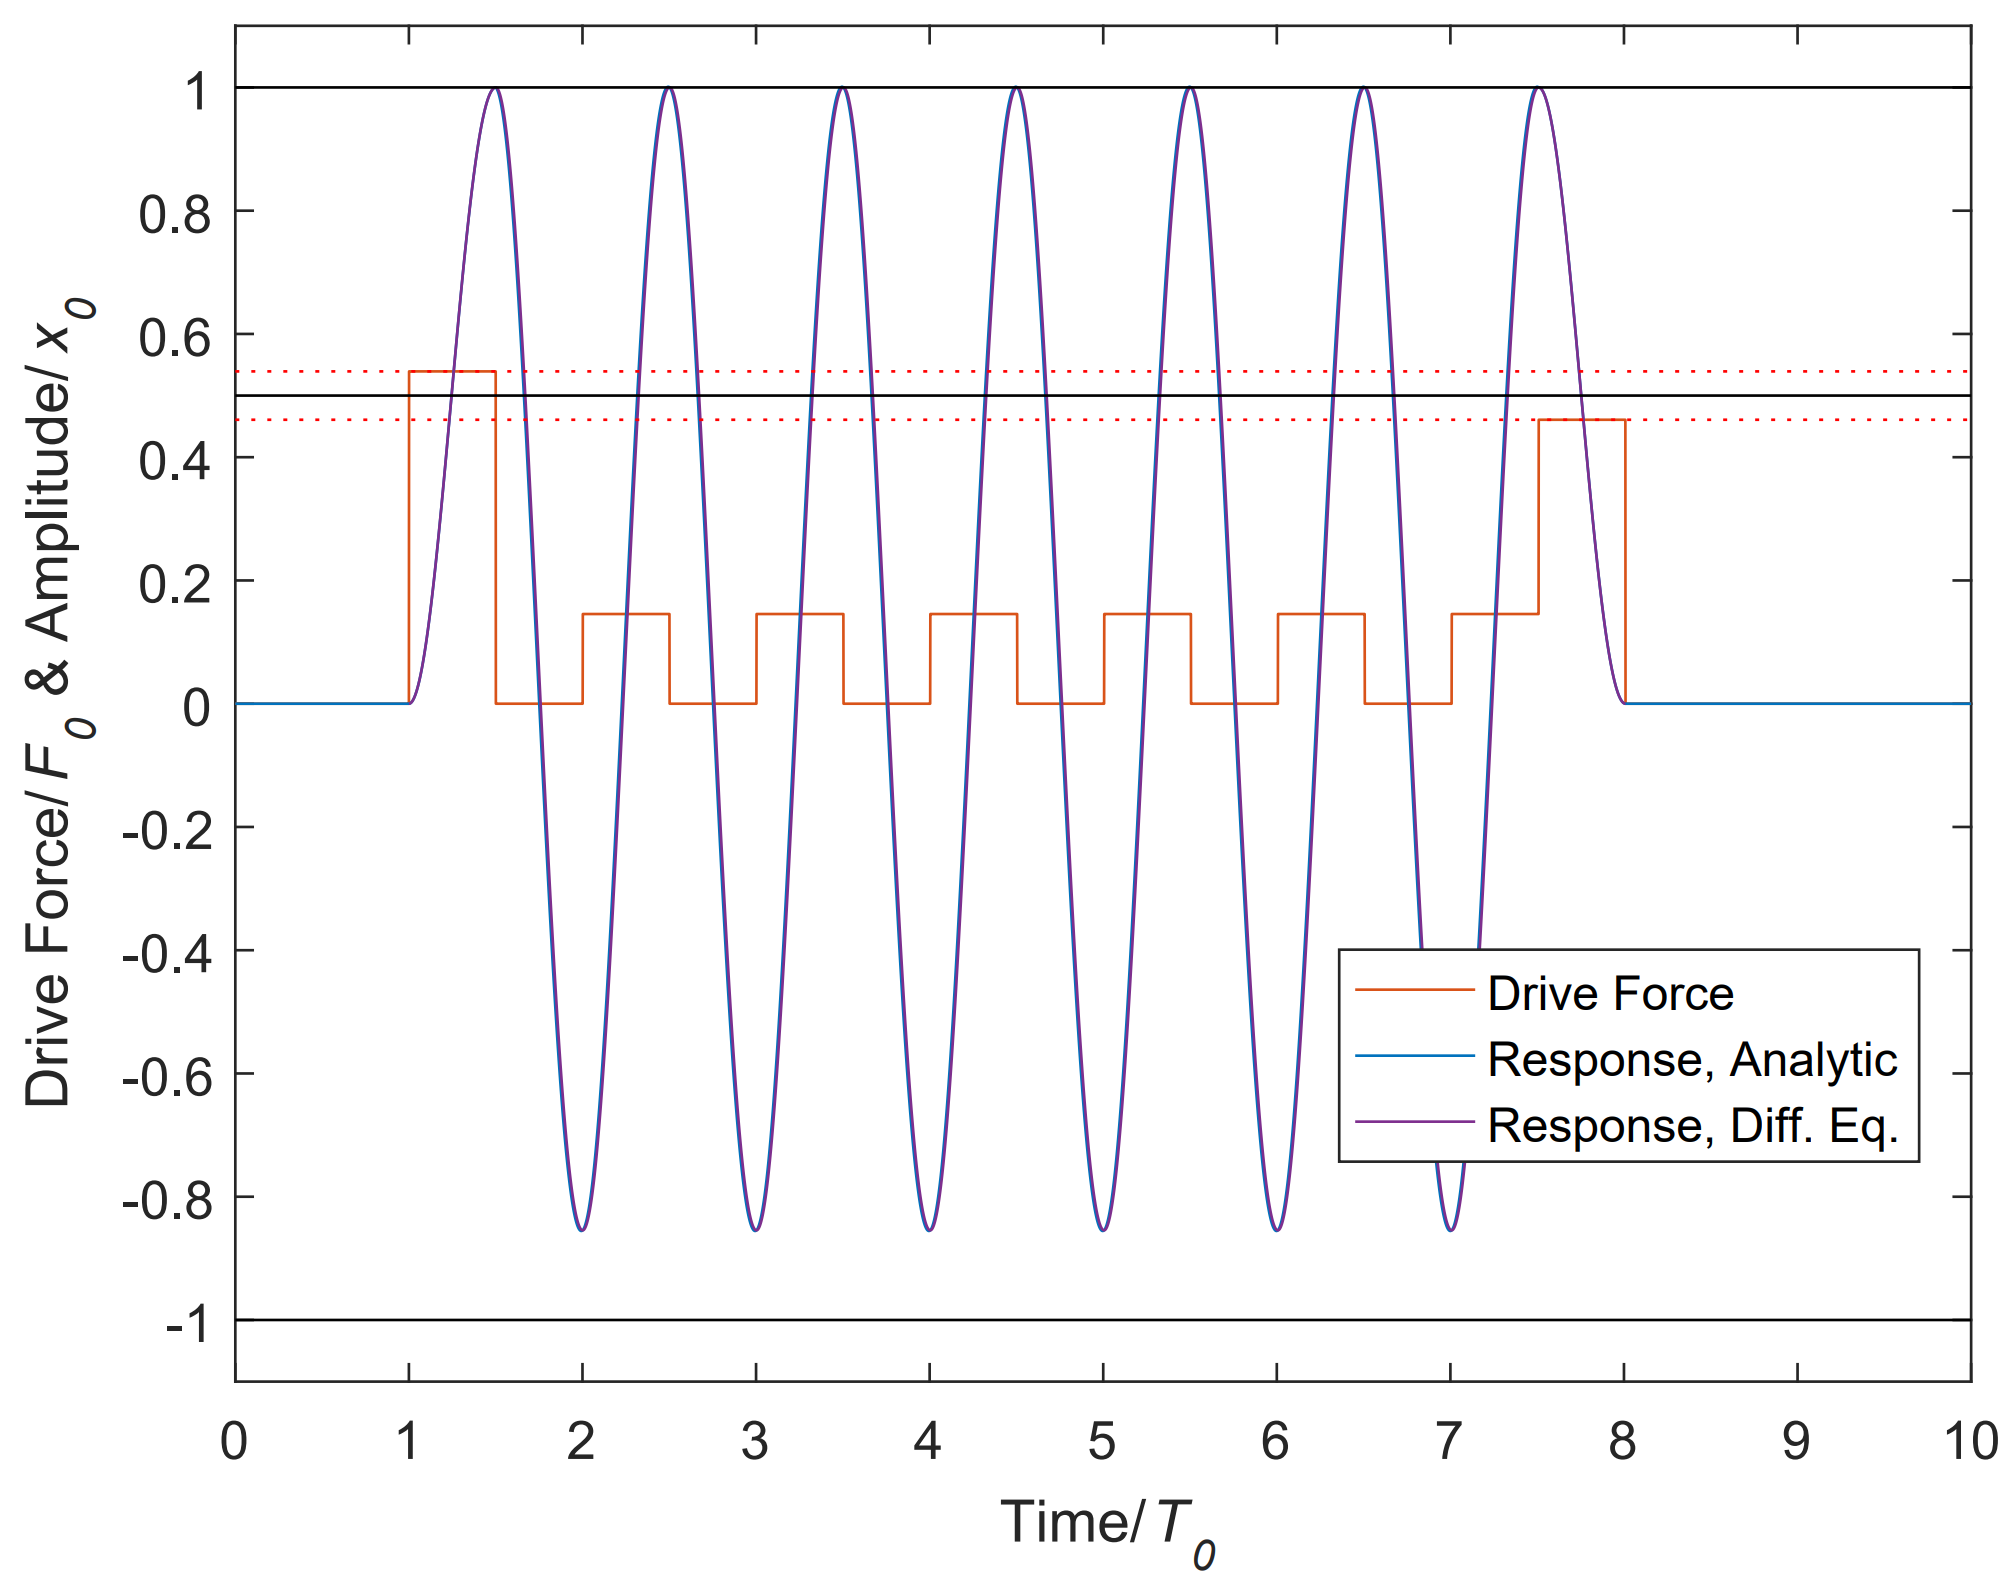 Drive Force/F0 & Amplitude/x0
1
0.8
0.6
0.4
0.2
0
-0.2
-0.4
-0.6
-0.8
-1
Drive Force
Response, Analytic
Response, Diff. Eq.
0 1 2 3 4 5 6 7 8 9 10
Time/T0